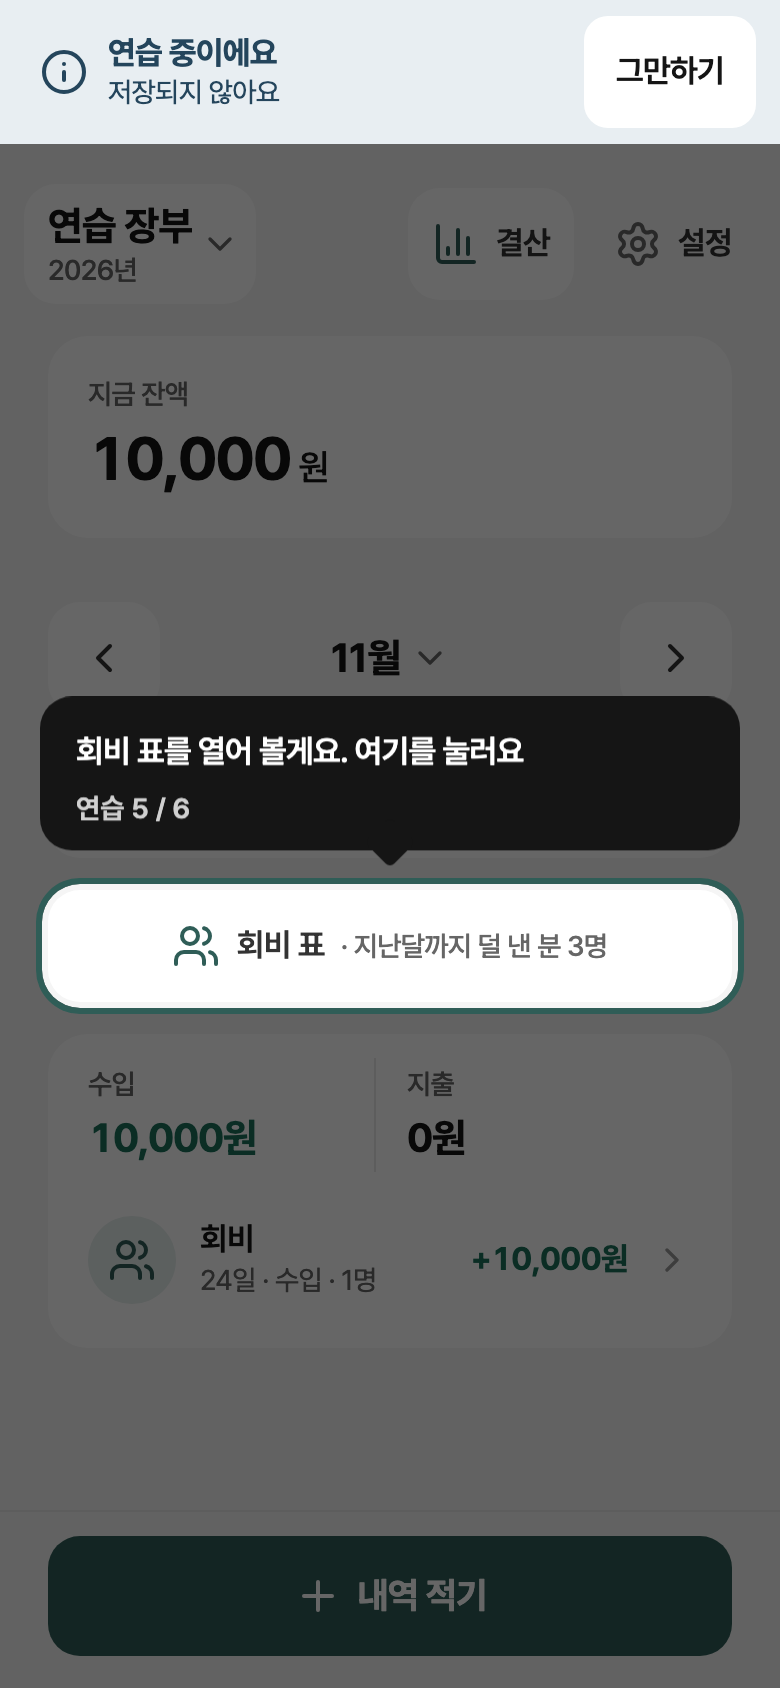 연습 중이에요
저장되지 않아요
그만하기
연습 장부
2026년
결산
설정
지금 잔액
10,000 원
11월
회비 표를 열어 볼게요. 여기를 눌러요
연습 5 / 6
회비 표 · 지난달까지 덜 낸 분 3명
수입
10,000원
지출
0원
회비
24일 · 수입 · 1명
+10,000원
내역 적기